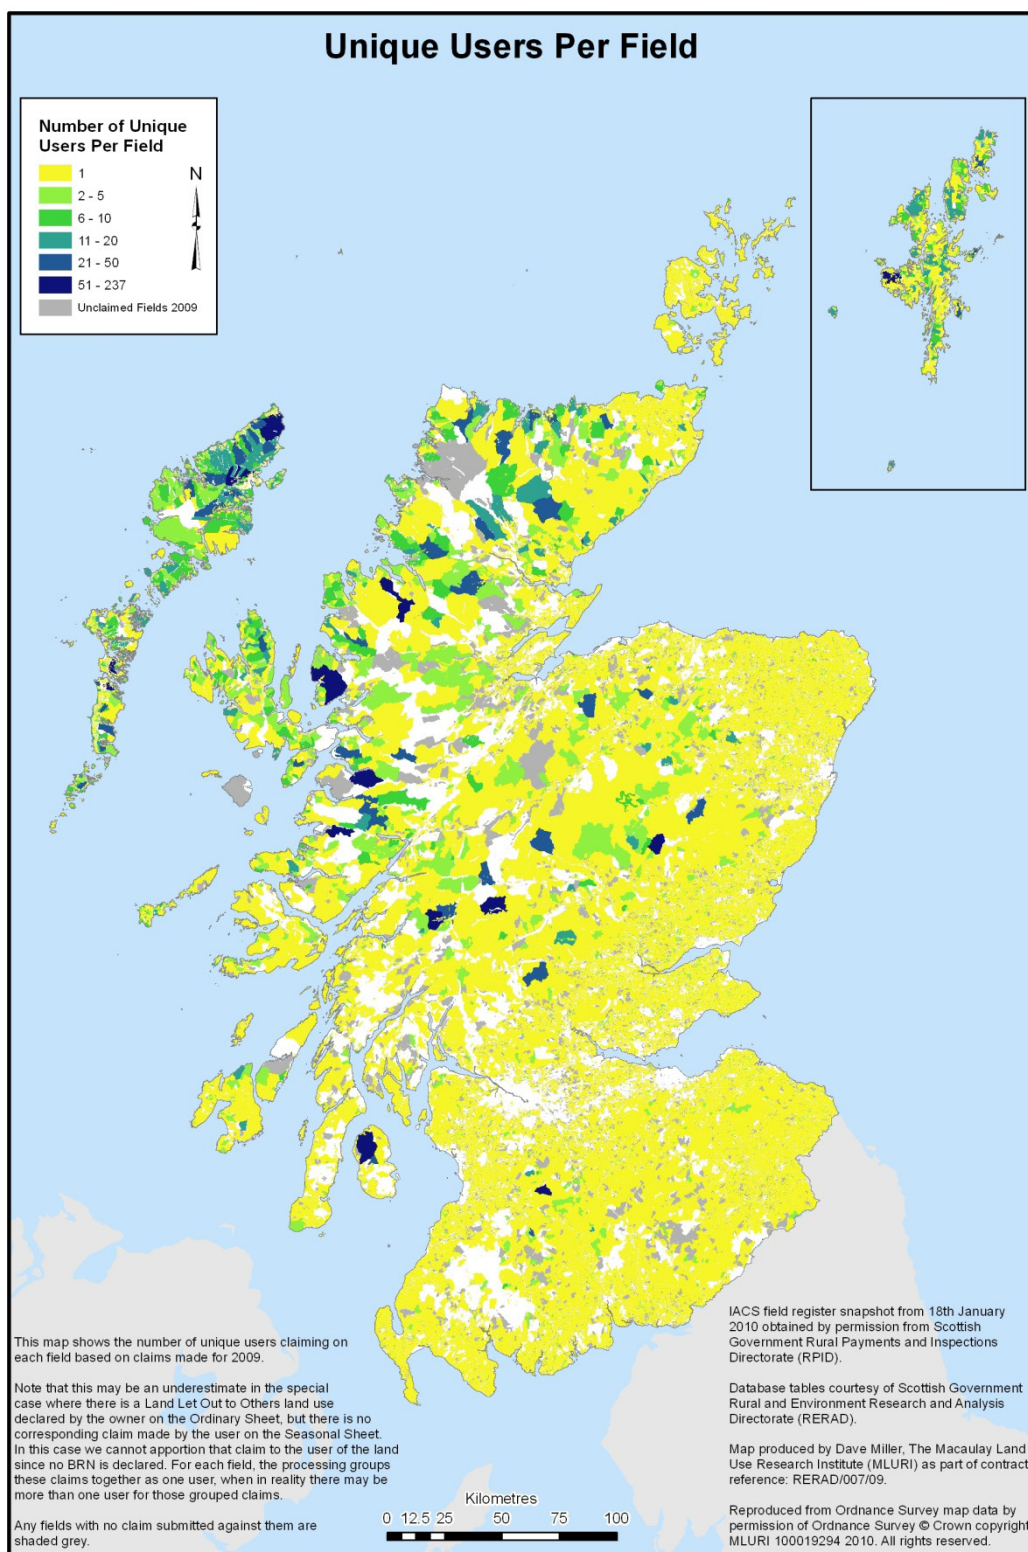 Unique Users Per Field
Number of Unique
Users Per Field
N
1
2 - 5
6 - 10
11 - 20
21 - 50
51 - 237
Unclaimed Fields 2009
This map shows the number of unique users claiming on
each field based on claims made for 2009.
Note that this may be an underestimate in the special
case where there is a Land Let Out to Others land use
declared by the owner on the Ordinary Sheet, but there is no
corresponding claim made by the user on the Seasonal Sheet.
In this case we cannot apportion that claim to the user of the land
since no BRN is declared. For each field, the processing groups
these claims together as one user, when in reality there may be
more than one user for those grouped claims.
Any fields with no claim submitted against them are
shaded grey.
Kilometres
0 12.5 25 50 75 100
IACS field register snapshot from 18th January
2010 obtained by permission from Scottish
Government Rural Payments and Inspections
Directorate (RPID).
Database tables courtesy of Scottish Government
Rural and Environment Research and Analysis
Directorate (RERAD).
Map produced by Dave Miller, The Macaulay Land
Use Research Institute (MLURI) as part of contract
reference: RERAD/007/09.
Reproduced from Ordnance Survey map data by
permission of Ordnance Survey © Crown copyright
MLURI 100019294 2010. All rights reserved.